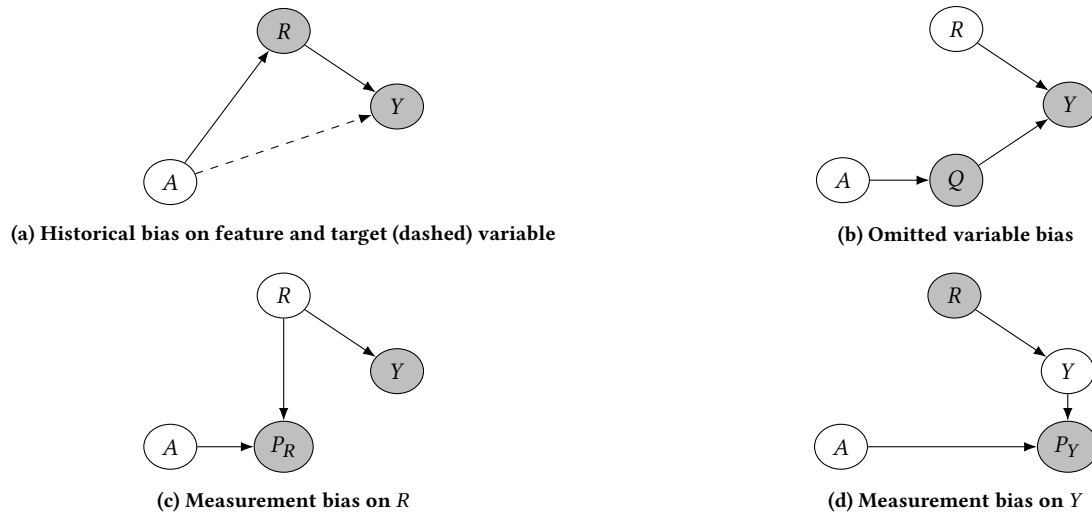 R
Y
A
(a) Historical bias on feature and target (dashed) variable
R
Y
A
Q
(b) Omitted variable bias
R
Y
A
P_R
(c) Measurement bias on R
R
Y
A
P_Y
(d) Measurement bias on Y